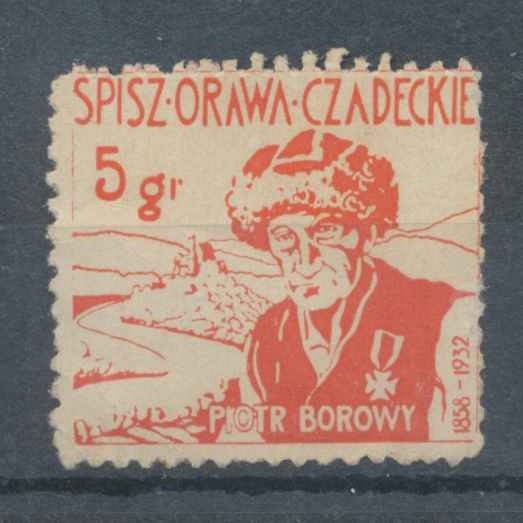 SPISZ·ORAWA·CZADECKIE
5 gr
PIOTR BOROWY
1858-1932